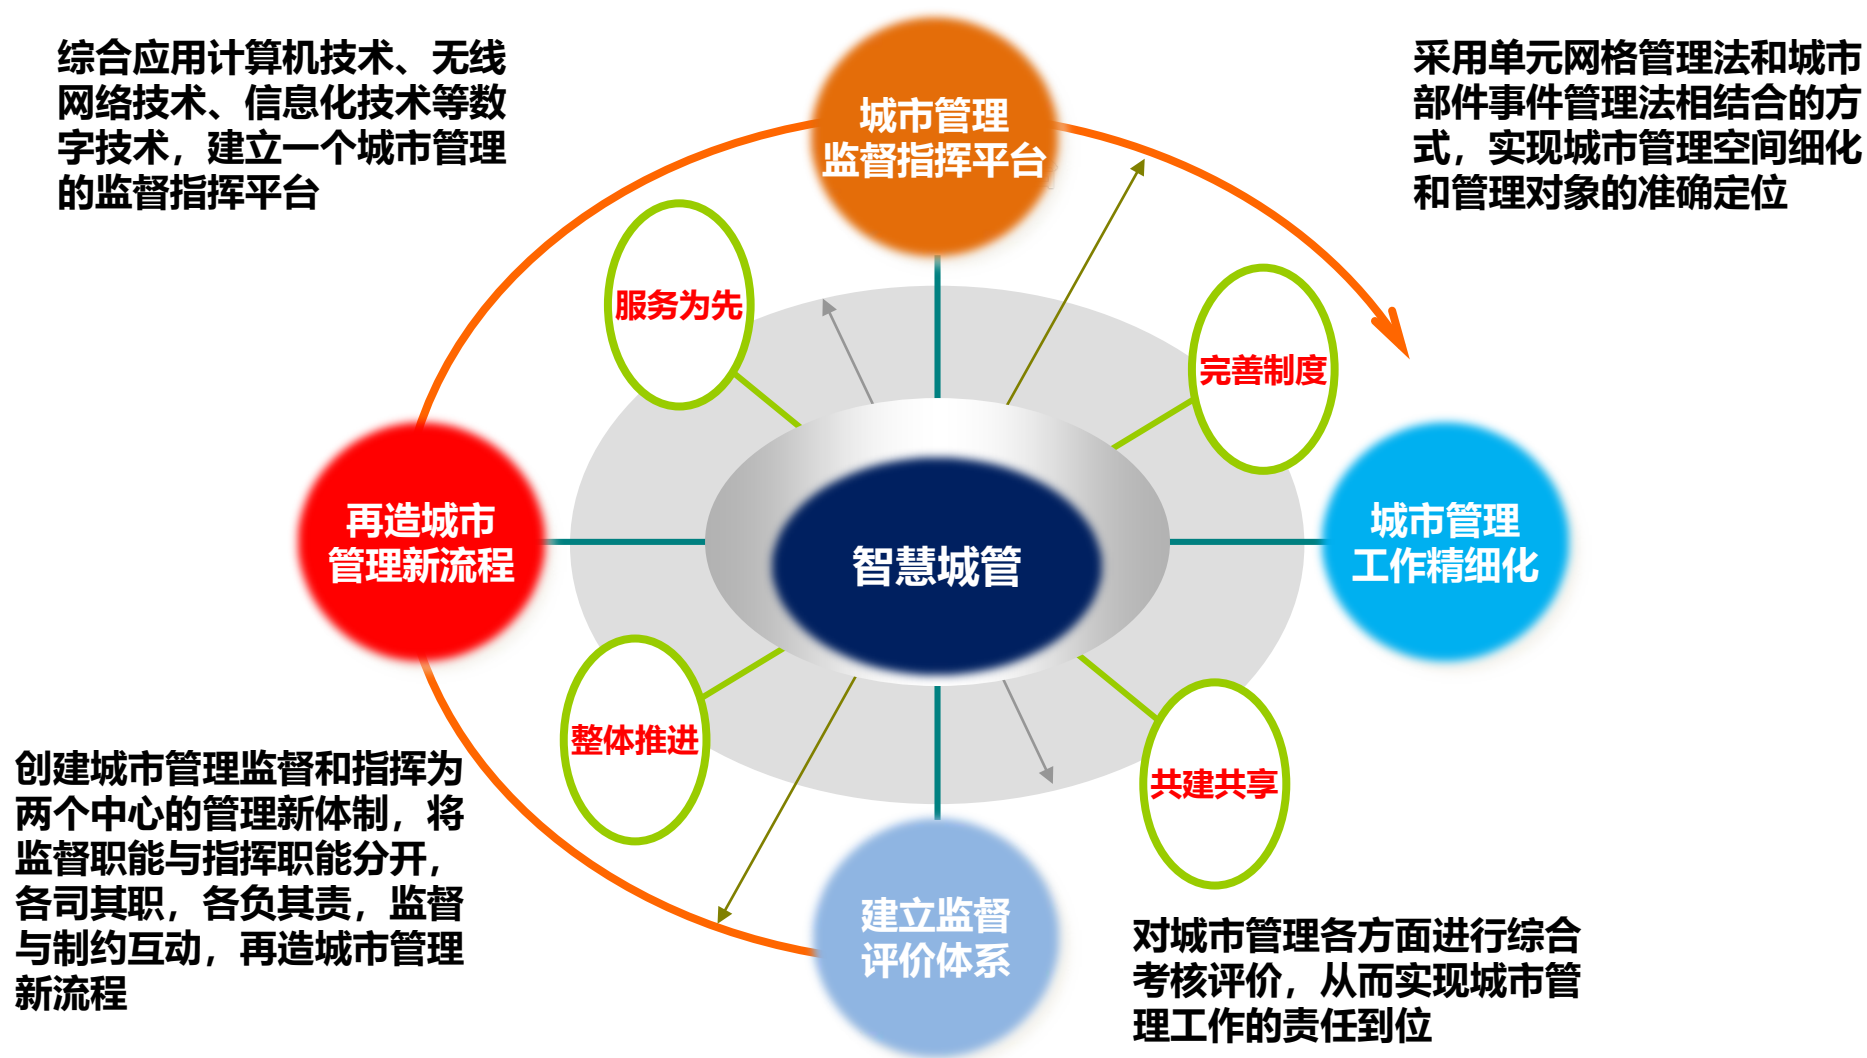 综合应用计算机技术、无线
网络技术、信息化技术等数
字技术，建立一个城市管理
的监督指挥平台
城市管理
监督指挥平台
采用单元网格管理法和城市
部件事件管理法相结合的方
式，实现城市管理空间细化
和管理对象的准确定位
服务为先
完善制度
再造城市
管理新流程
智慧城管
城市管理
工作精细化
整体推进
共建共享
创建城市管理监督和指挥为
两个中心的管理新体制，将
监督职能与指挥职能分开，
各司其职，各负其责，监督
与制约互动，再造城市管理
新流程
建立监督
评价体系
对城市管理各方面进行综合
考核评价，从而实现城市管
理工作的责任到位